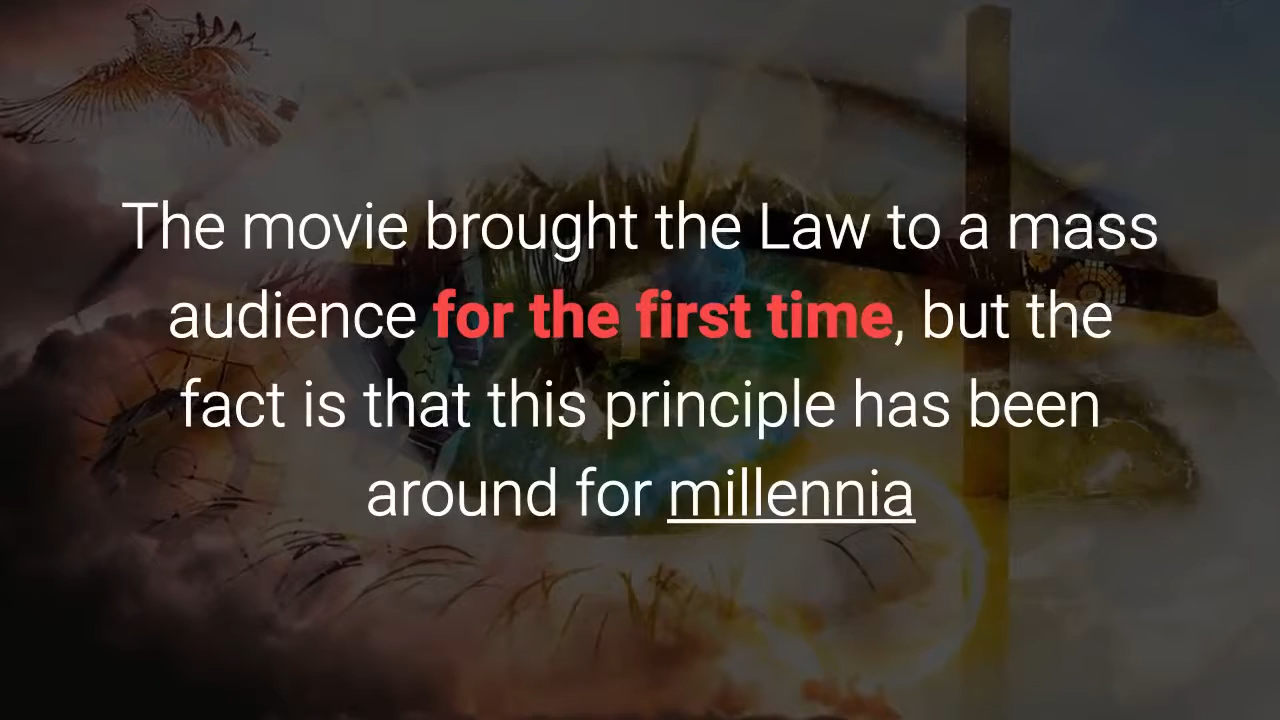 The movie brought the Law to a mass
audience for the first time, but the
fact is that this principle has been
around for millennia